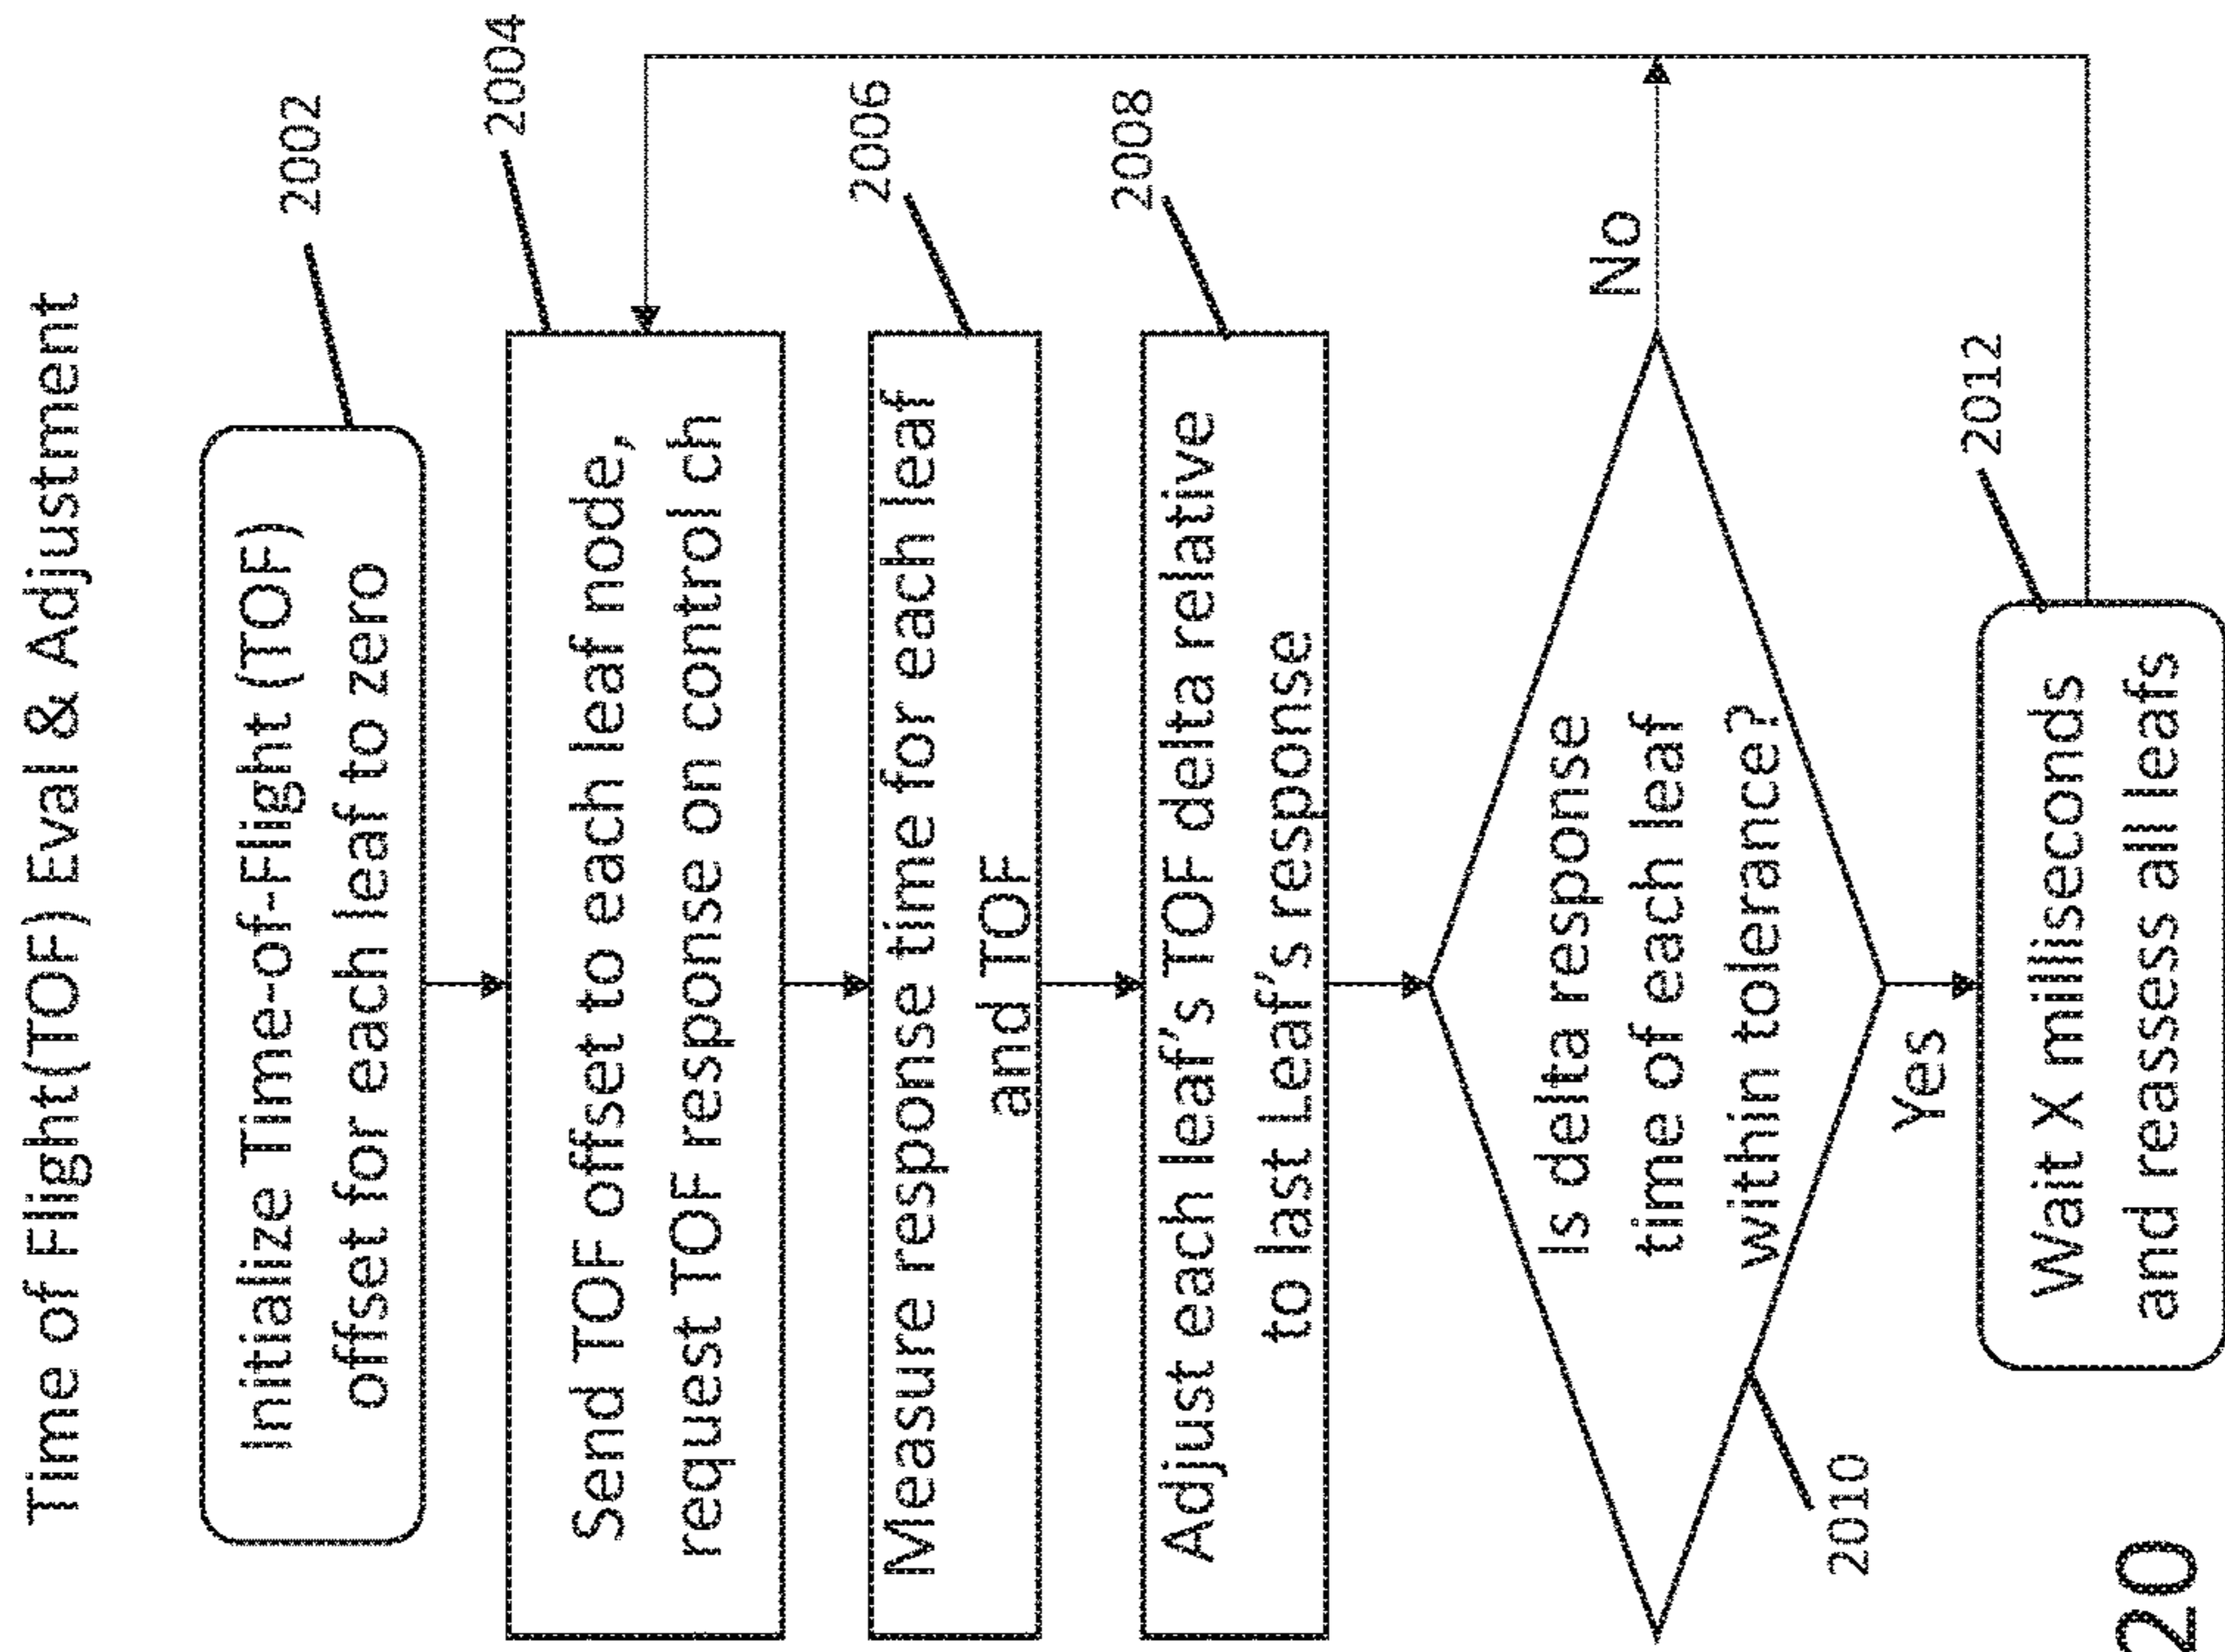 Time of Flight(TOF) Eval & Adjustment
2002
Initialize Time-of-Flight (TOF)
offset for each leaf to zero
2004
Send TOF offset to each leaf node,
request TOF response on control ch
2006
Measure response time for each leaf
and TOF
2008
Adjust each leaf's TOF delta relative
to last Leaf's response
Is delta response
time of each leaf
within tolerance?
No
2010
Yes
2012
Wait X milliseconds
and reassess all leafs
20